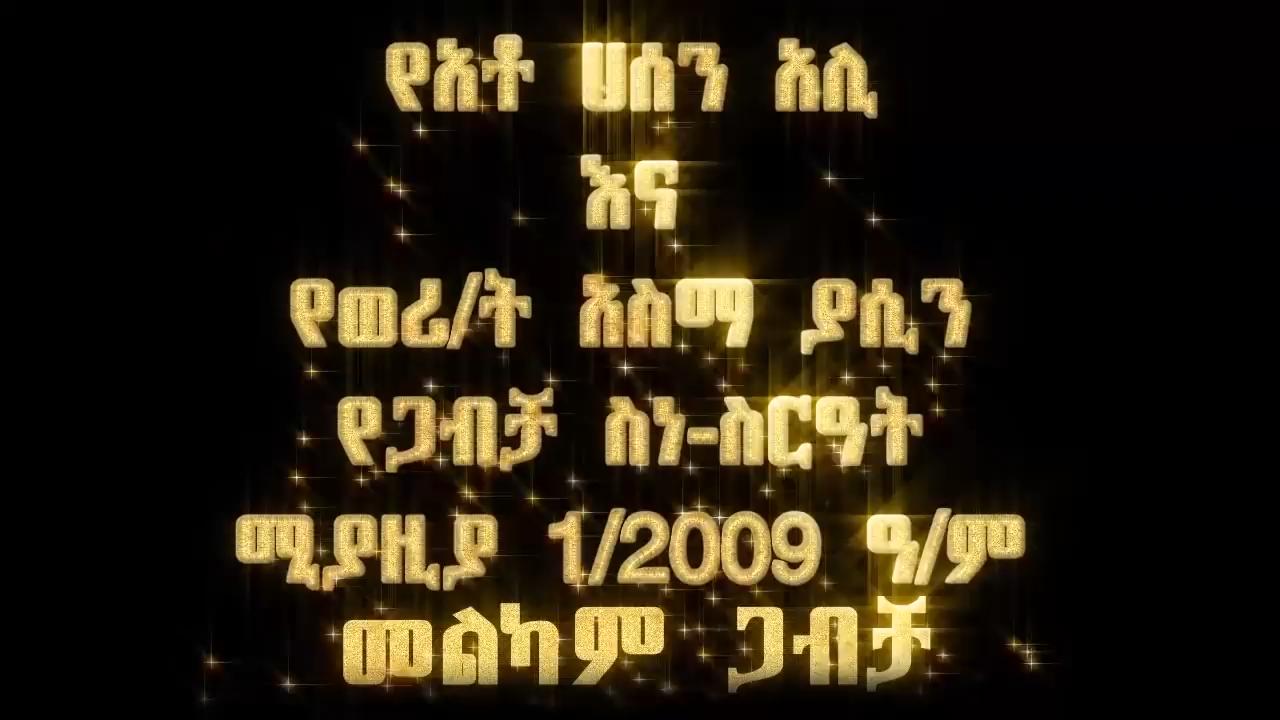 የአቶ ሀሰን አሊ
እና
የወሪ/ት አስማ ያሲን
የጋብቻ ስነ-ስርዓት
ሚያዚያ 1/2009 ዓ/ም
መልካም ጋብቻ